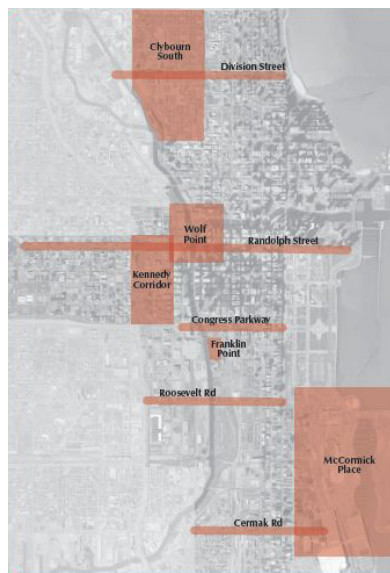 Clybourn
South
Division Street
Wolf
Point
Randolph Street
Kennedy
Corridor
Congress Parkway
Franklin
Point
Roosevelt Rd
McCormick
Place
Cermak Rd